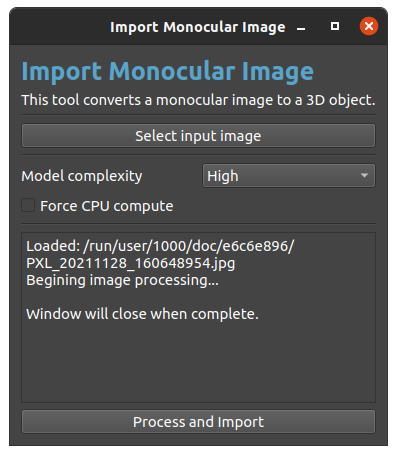 Import Monocular Image
Import Monocular Image
This tool converts a monocular image to a 3D object.
Select input image
Model complexity
High
Force CPU compute
Loaded: /run/user/1000/doc/e6c6e896/
PXL_20211128_160648954.jpg
Begining image processing...
Window will close when complete.
Process and Import